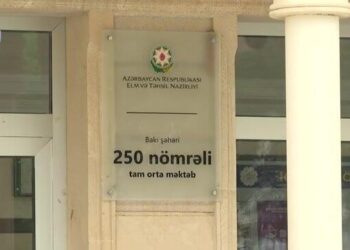 AZƏRBAYCAN RESPUBLİKASI
ELM VƏ TƏHSİL NAZİRLİYİ
Bakı şəhəri
250 nömrəli
tam orta məktəb